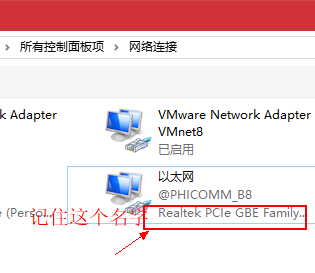 所有控制面板项 › 网络连接
k Adapter
VMware Network Adapter
VMnet8
已启用
以太网
@PHICOMM_B8
e (Perso...
Realtek PCIe GBE Family...
记住这个名字